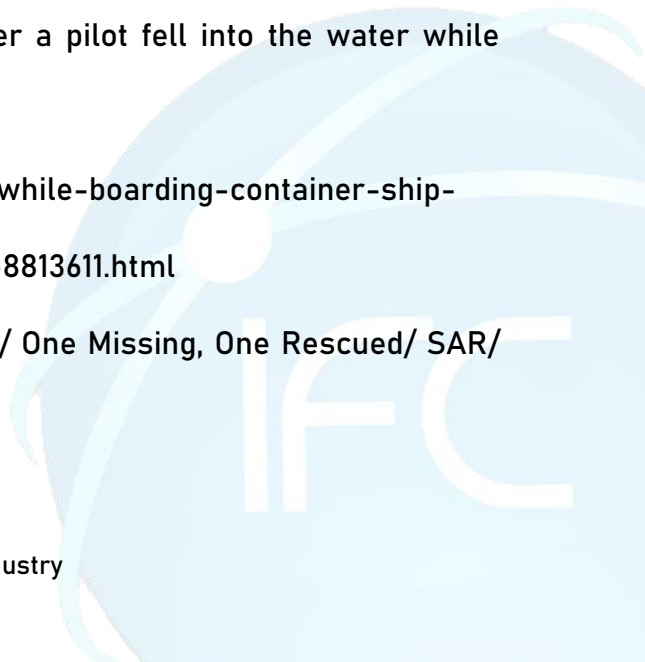 er a pilot fell into the water while
while-boarding-container-ship-
8813611.html
/ One Missing, One Rescued/ SAR/
IFC
ustry